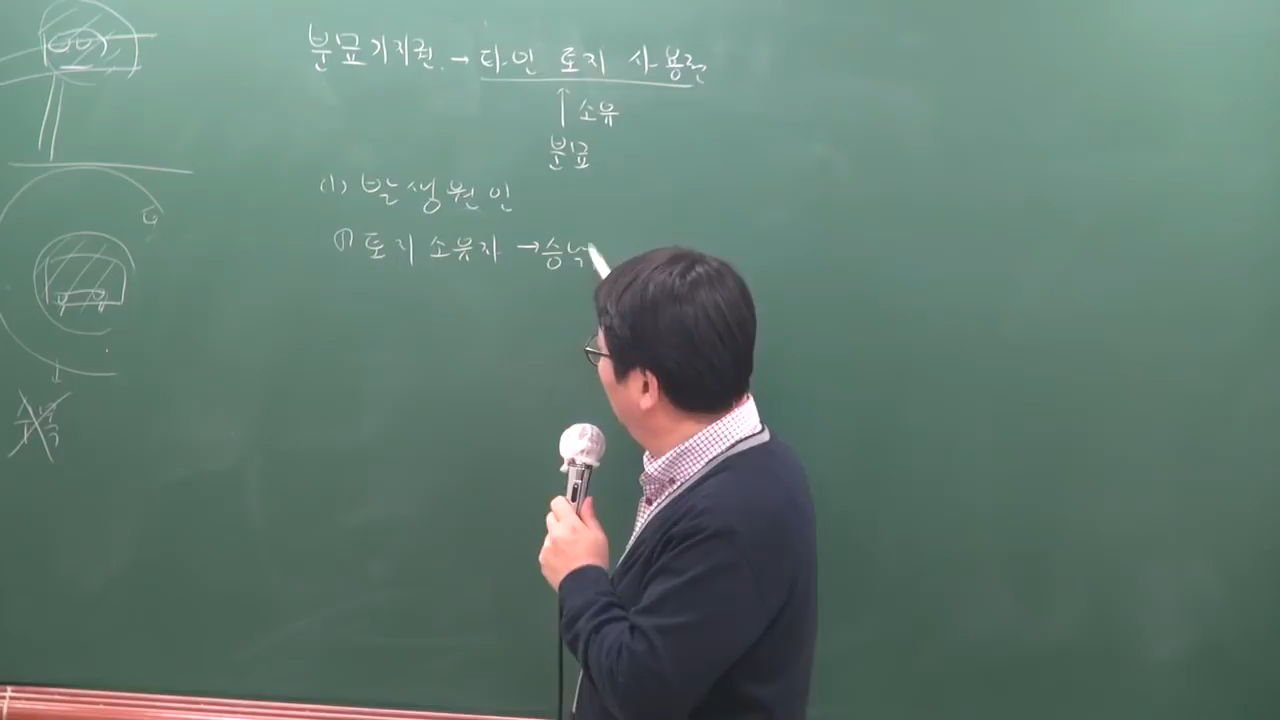 분묘기지권. → 타인 토지 사용권
↑ 소유
분묘
(1) 발생원인
① 토지 소유자 → 승낙